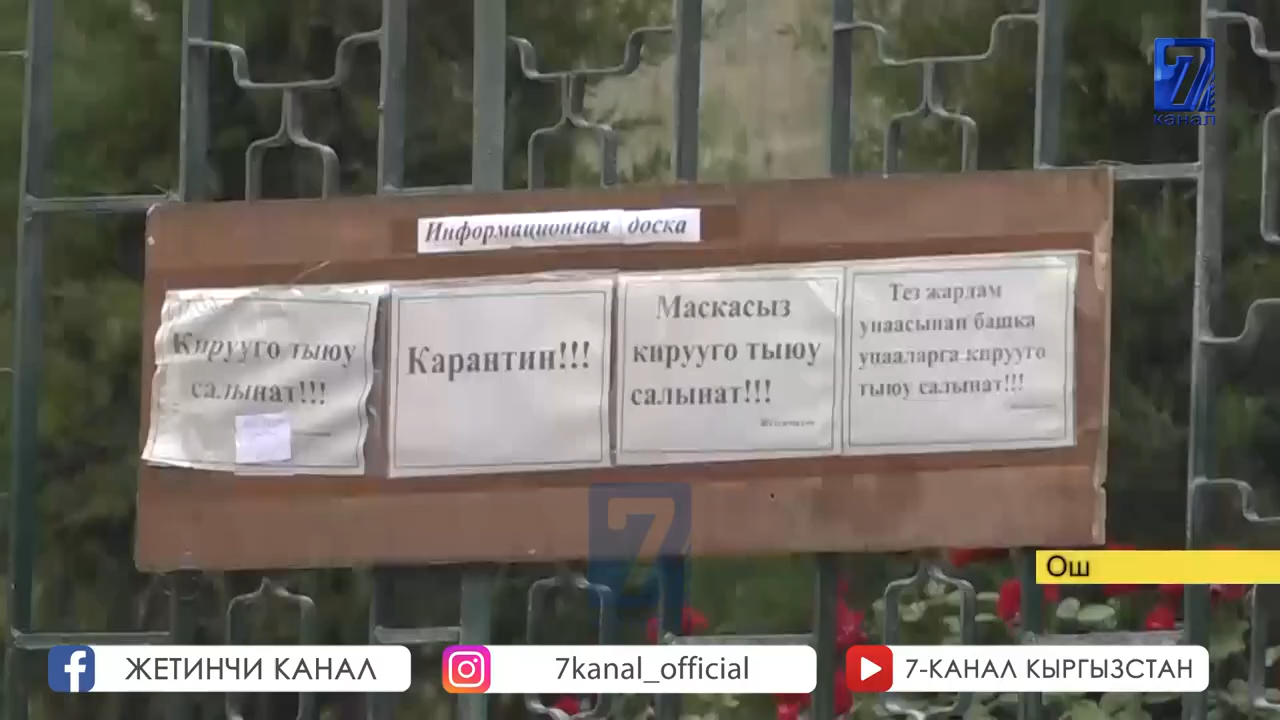 7
канал
Информационная доска
Кирууго тыюу
салынат!!!
Карантин!!!
Маскасыз
кирууго тыюу
салынат!!!
Тез жардам
унаасынан башка
унааларга кирууго
тыюу салынат!!!
7
Ош
ЖЕТИНЧИ КАНАЛ
7kanal_official
7-КАНАЛ КЫРГЫЗСТАН